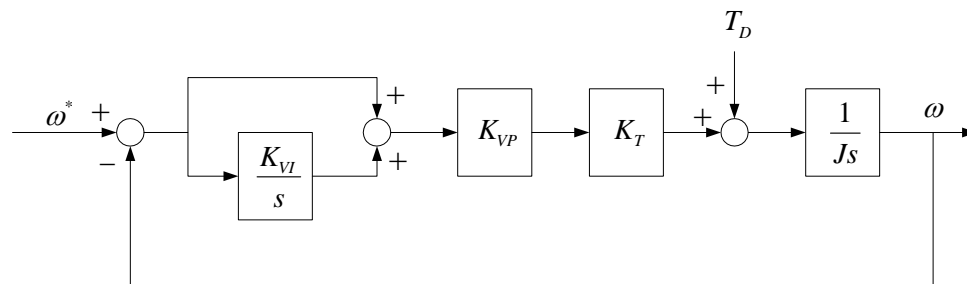 T_D
ω* + + + + ω
K_VP K_T 1/Js
− K_VI/s +